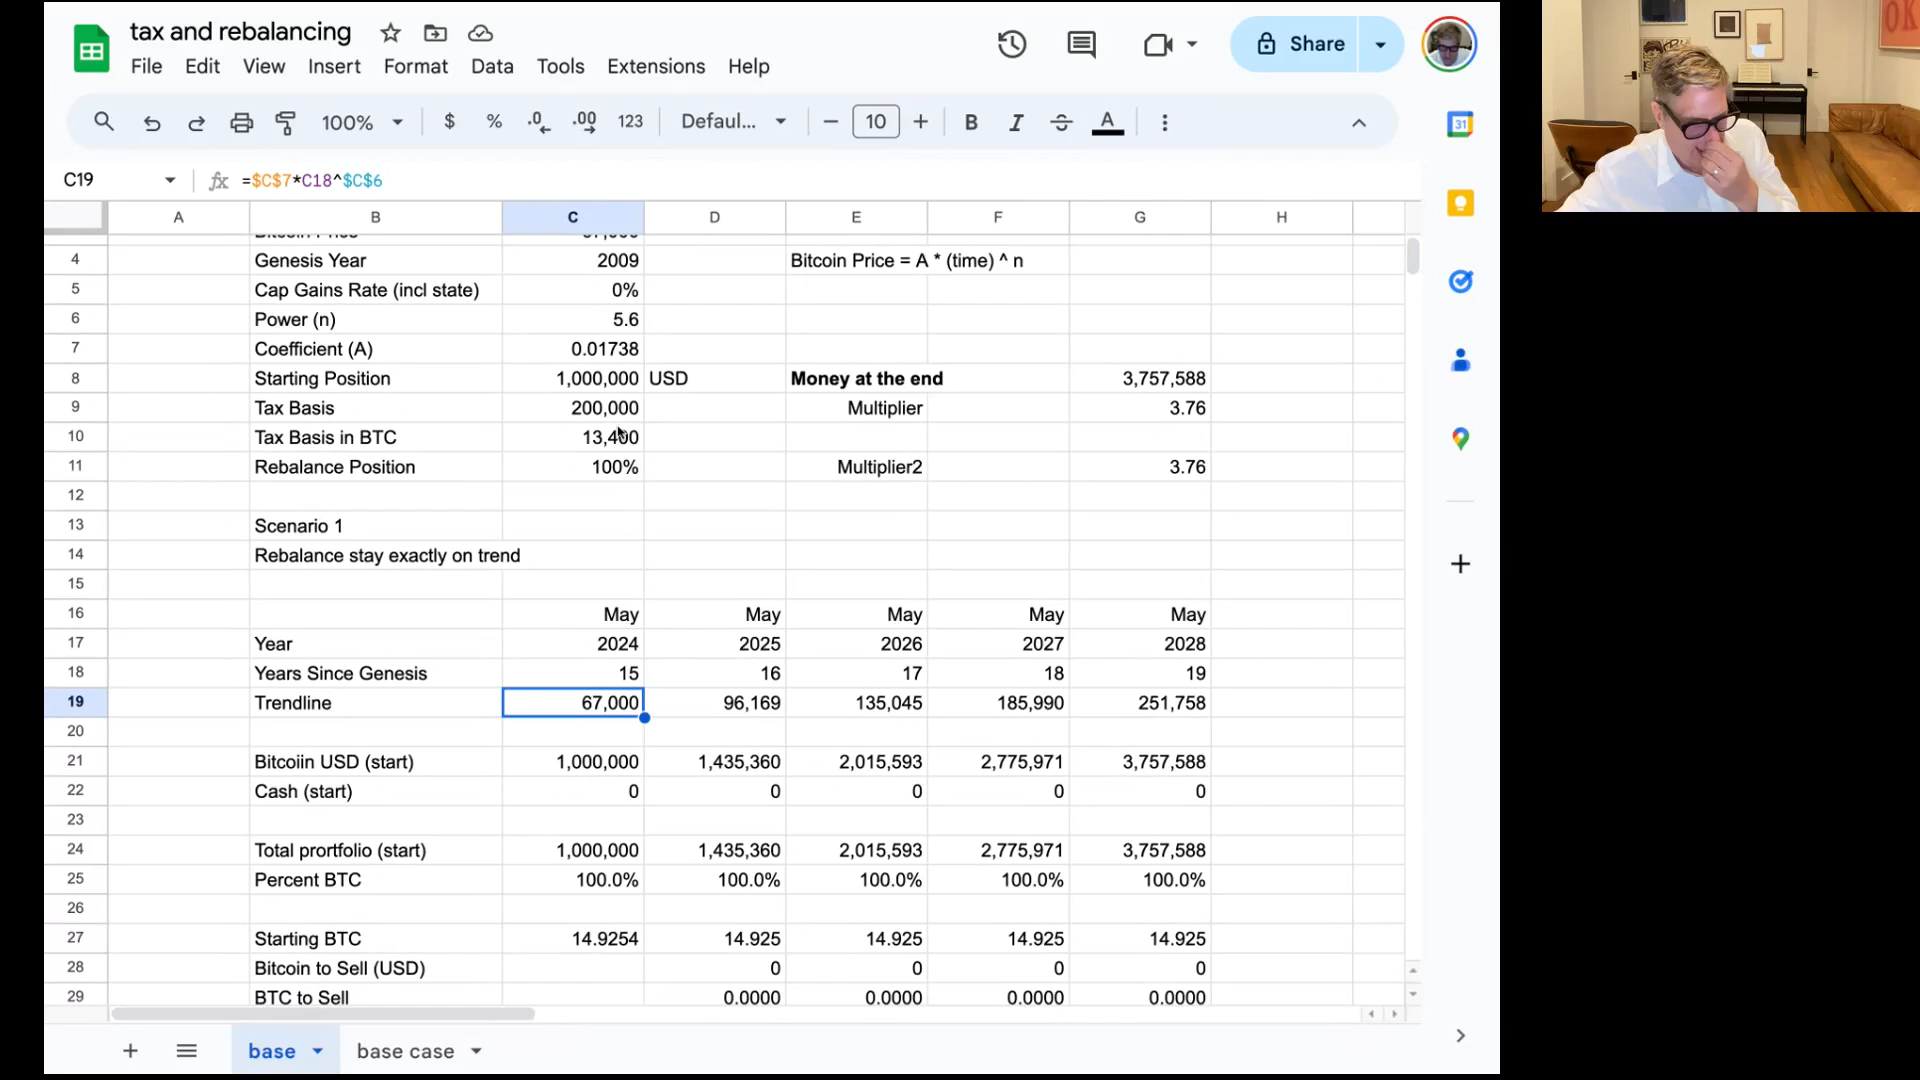 tax and rebalancing
File Edit View Insert Format Data Tools Extensions Help
Share
100% $ % .0 .00 123 Defaul... 10 B I A
31
C19 fx =$C$7*C18^$C$6
A B C D E F G H
4 Genesis Year 2009 Bitcoin Price = A * (time) ^ n
5 Cap Gains Rate (incl state) 0%
6 Power (n) 5.6
7 Coefficient (A) 0.01738
8 Starting Position 1,000,000 USD Money at the end 3,757,588
9 Tax Basis 200,000 Multiplier 3.76
10 Tax Basis in BTC 13,400
11 Rebalance Position 100% Multiplier2 3.76
12
13 Scenario 1
14 Rebalance stay exactly on trend
15
16 May May May May May
17 Year 2024 2025 2026 2027 2028
18 Years Since Genesis 15 16 17 18 19
19 Trendline 67,000 96,169 135,045 185,990 251,758
20
21 Bitcoiin USD (start) 1,000,000 1,435,360 2,015,593 2,775,971 3,757,588
22 Cash (start) 0 0 0 0 0
23
24 Total prortfolio (start) 1,000,000 1,435,360 2,015,593 2,775,971 3,757,588
25 Percent BTC 100.0% 100.0% 100.0% 100.0% 100.0%
26
27 Starting BTC 14.9254 14.925 14.925 14.925 14.925
28 Bitcoin to Sell (USD) 0 0 0 0
29 BTC to Sell 0.0000 0.0000 0.0000 0.0000
base base case
OK